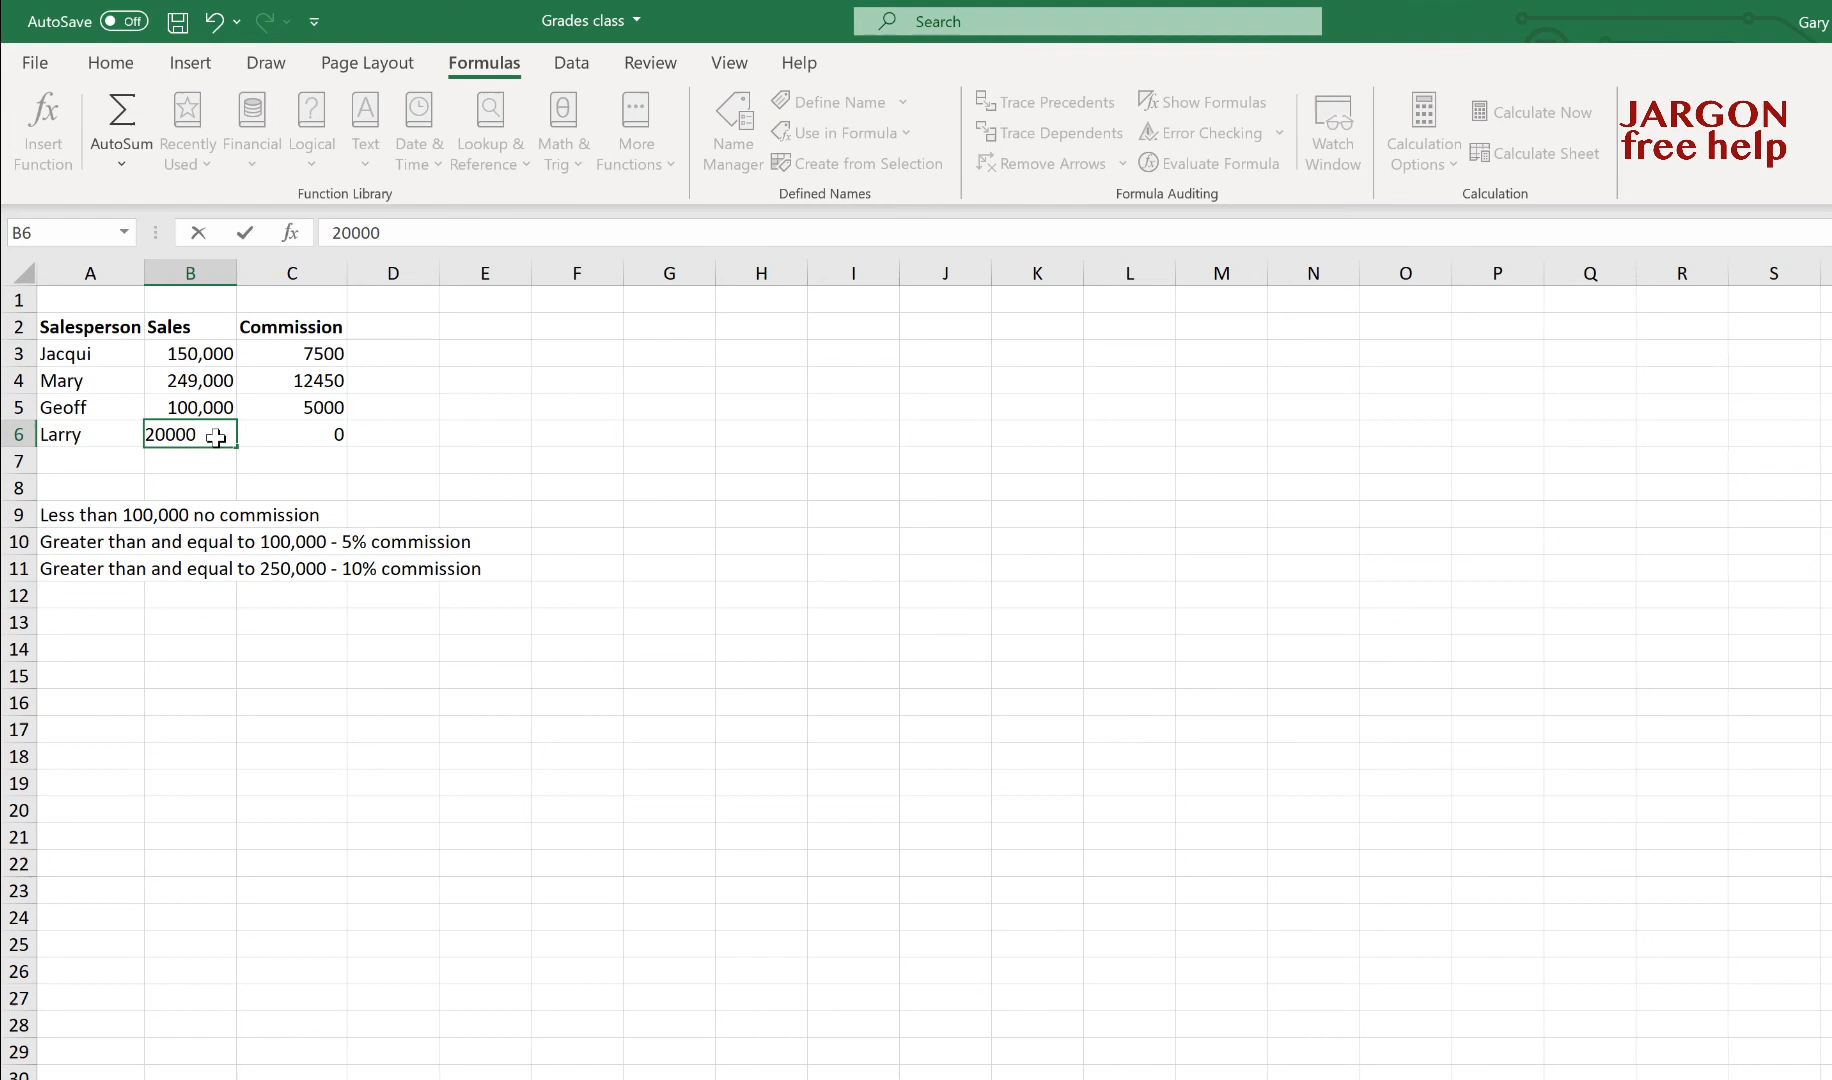 AutoSave Off Grades class Search Gary
File Home Insert Draw Page Layout Formulas Data Review View Help
fx AutoSum Recently Financial Logical Text Date & Lookup & Math & More
Insert Used Time Reference Trig Functions
Function
Function Library
Name Define Name
Manager Use in Formula
Create from Selection
Defined Names
Trace Precedents Show Formulas
Trace Dependents Error Checking
Remove Arrows Evaluate Formula
Formula Auditing
Watch
Window
Calculation Calculate Now
Options Calculate Sheet
Calculation
JARGON
free help
B6 fx 20000
A B C D E F G H I J K L M N O P Q R S
1
2 Salesperson Sales Commission
3 Jacqui 150,000 7500
4 Mary 249,000 12450
5 Geoff 100,000 5000
6 Larry 20000 0
7
8
9 Less than 100,000 no commission
10 Greater than and equal to 100,000 - 5% commission
11 Greater than and equal to 250,000 - 10% commission
12
13
14
15
16
17
18
19
20
21
22
23
24
25
26
27
28
29
30